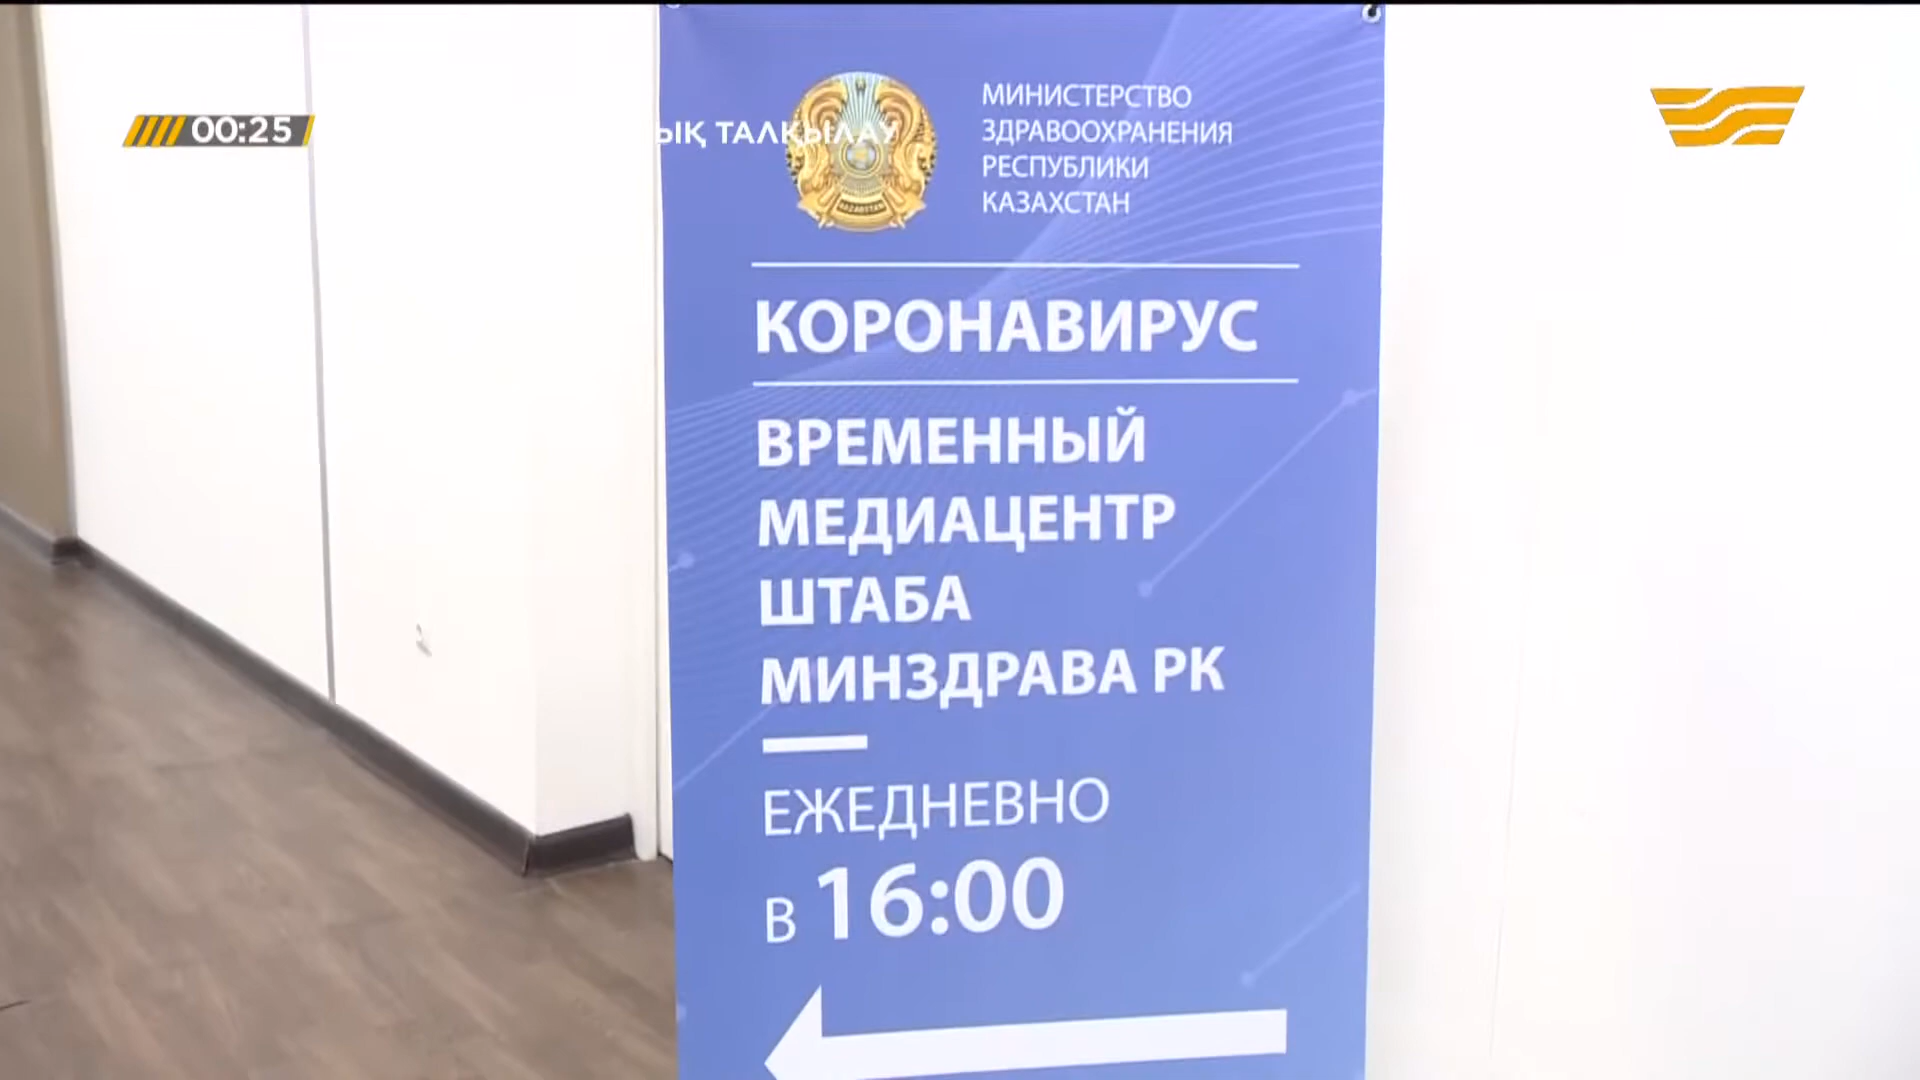 00:25
ЫҚ ТАЛҚЫЛАУ
МИНИСТЕРСТВО
ЗДРАВООХРАНЕНИЯ
РЕСПУБЛИКИ
КАЗАХСТАН
КОРОНАВИРУС
ВРЕМЕННЫЙ
МЕДИАЦЕНТР
ШТАБА
МИНЗДРАВА РК
ЕЖЕДНЕВНО
В 16:00